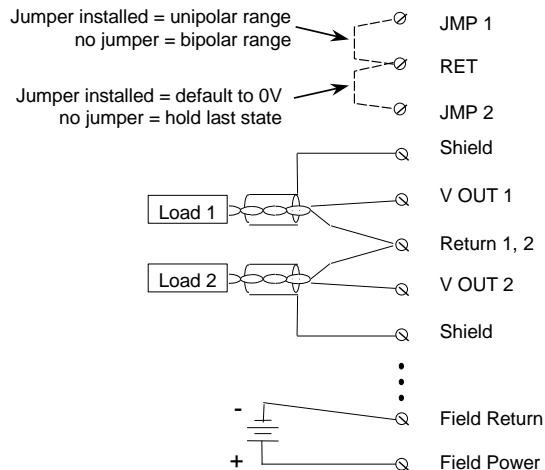 Jumper installed = unipolar range
no jumper = bipolar range
JMP 1
RET
Jumper installed = default to 0V
no jumper = hold last state
JMP 2
Shield
V OUT 1
Load 1
Return 1, 2
Load 2
V OUT 2
Shield
-
Field Return
+
Field Power